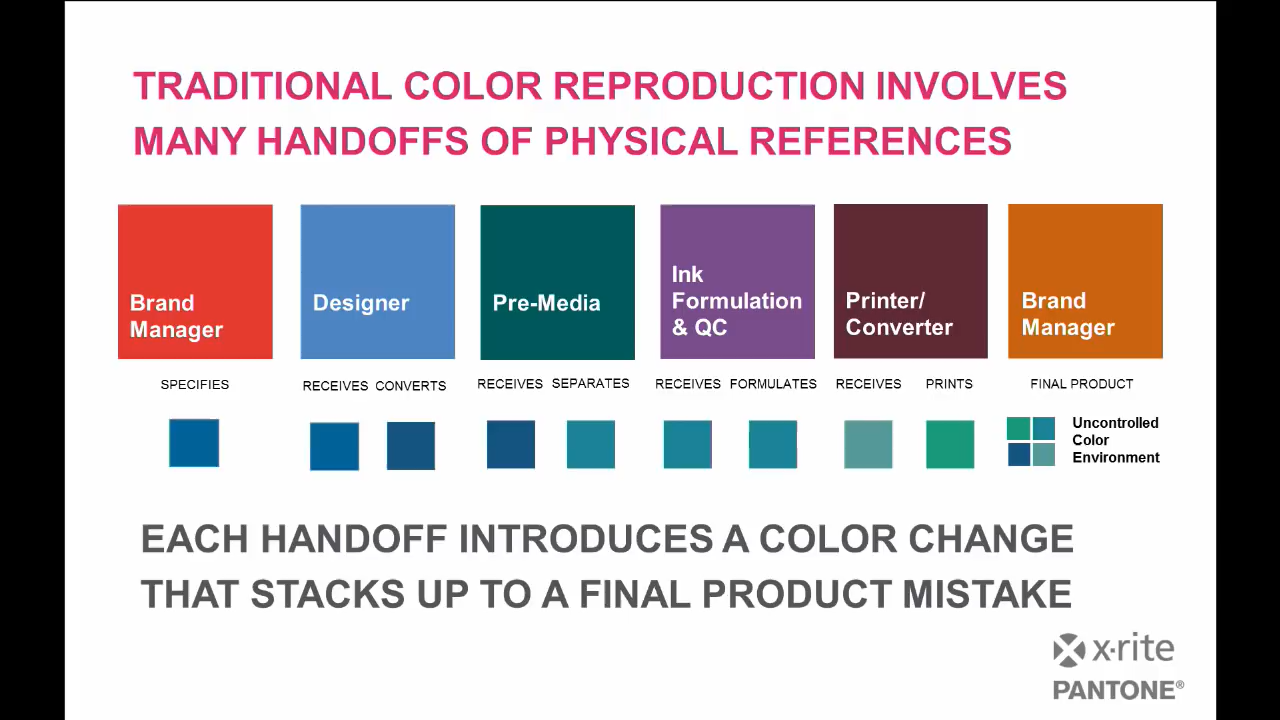 TRADITIONAL COLOR REPRODUCTION INVOLVES
MANY HANDOFFS OF PHYSICAL REFERENCES
Brand
Manager
Designer
Pre-Media
Ink
Formulation
& QC
Printer/
Converter
Brand
Manager
SPECIFIES
RECEIVES CONVERTS
RECEIVES SEPARATES
RECEIVES FORMULATES
RECEIVES PRINTS
FINAL PRODUCT
Uncontrolled
Color
Environment
EACH HANDOFF INTRODUCES A COLOR CHANGE
THAT STACKS UP TO A FINAL PRODUCT MISTAKE
x·rite
PANTONE®